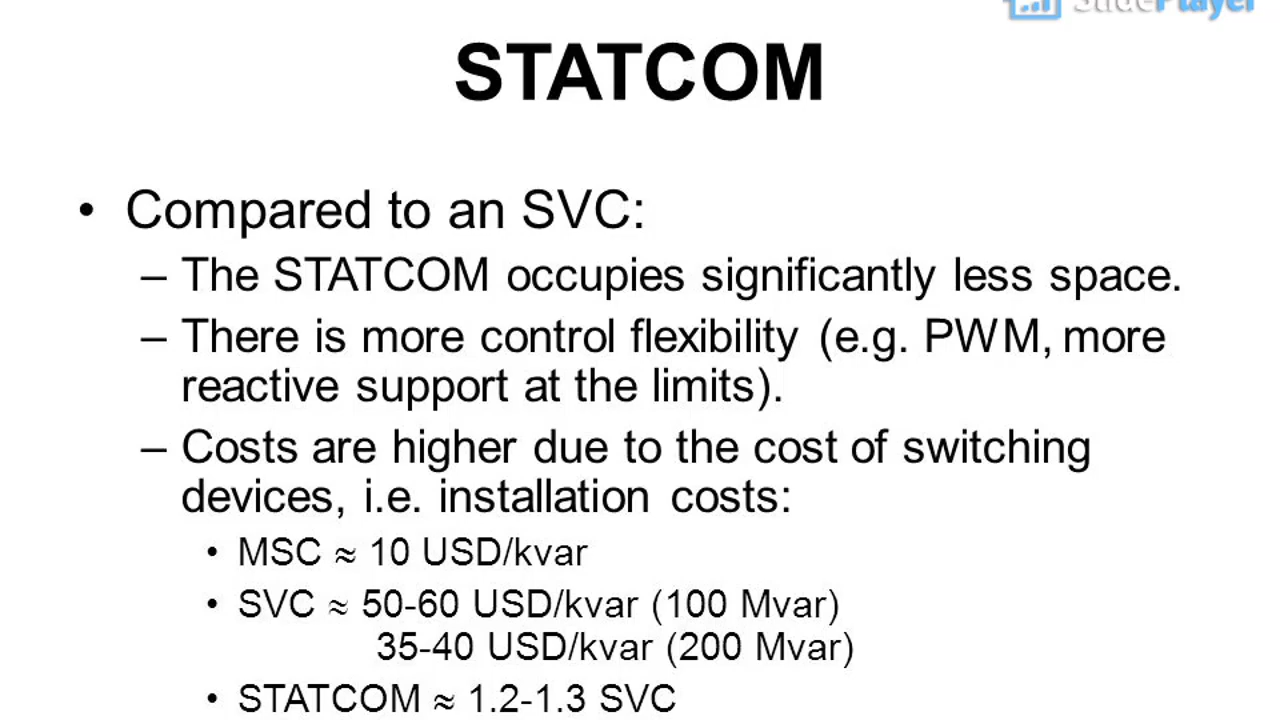 SlidePlayer
STATCOM
• Compared to an SVC:
– The STATCOM occupies significantly less space.
– There is more control flexibility (e.g. PWM, more
reactive support at the limits).
– Costs are higher due to the cost of switching
devices, i.e. installation costs:
• MSC ≈ 10 USD/kvar
• SVC ≈ 50-60 USD/kvar (100 Mvar)
35-40 USD/kvar (200 Mvar)
• STATCOM ≈ 1.2-1.3 SVC